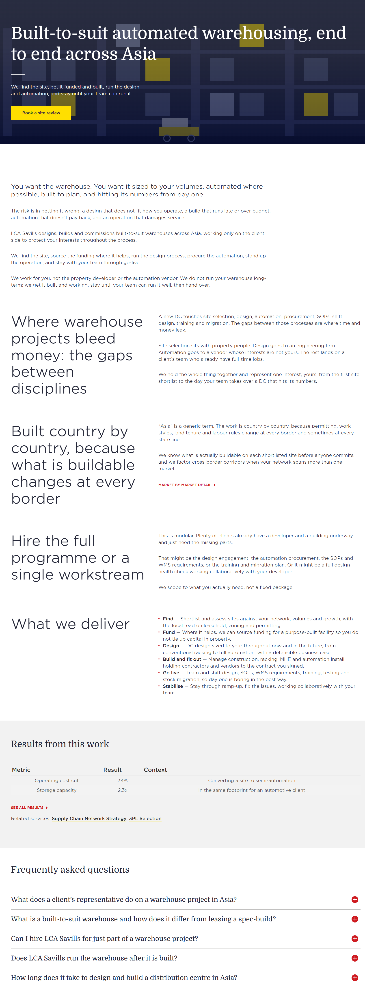 Built-to-suit automated warehousing, end
to end across Asia
We find the site, get it funded and built, run the design
and automation, and stay until your team can run it.
Book a site review
You want the warehouse. You want it sized to your volumes, automated where
possible, built to plan, and hitting its numbers from day one.
The risk is in getting it wrong: a design that does not fit how you operate, a build that runs late or over budget,
automation that doesn’t pay back, and an operation that damages service.
LCA Savills designs, builds and commissions built-to-suit warehouses across Asia, working only on the client
side to protect your interests throughout the process.
We find the site, source the funding where it helps, run the design process, procure the automation, stand up
the operation, and stay with your team through go-live.
We work for you, not the property developer or the automation vendor. We do not run your warehouse long-
term: we get it built and working, stay until your team can run it well, then hand over.
Where warehouse
projects bleed
money: the gaps
between
disciplines
A new DC touches site selection, design, automation, procurement, SOPs, shift
design, training and migration. The gaps between those processes are where time and
money leak.
Site selection sits with property people. Design goes to an engineering firm.
Automation goes to a vendor whose interests are not yours. The rest lands on a
client’s team who already have full-time jobs.
We hold the whole thing together and represent one interest, yours, from the first site
shortlist to the day your team takes over a DC that hits its numbers.
Built country by
country, because
what is buildable
changes at every
border
"Asia" is a generic term. The work is country by country, because permitting, work
styles, land tenure and labour rules change at every border and sometimes at every
state line.
We know what is actually buildable on each shortlisted site before anyone commits,
and we factor cross-border corridors when your network spans more than one
market.
MARKET-BY-MARKET DETAIL
Hire the full
programme or a
single workstream
This is modular. Plenty of clients already have a developer and a building underway
and just need the missing parts.
That might be the design engagement, the automation procurement, the SOPs and
WMS requirements, or the training and migration plan. Or it might be a full design
health check working collaboratively with your developer.
We scope to what you actually need, not a fixed package.
What we deliver
• Find — Shortlist and assess sites against your network, volumes and growth, with
the local read on leasehold, zoning and permitting.
• Fund — Where it helps, we can source funding for a purpose-built facility so you do
not tie up capital in property.
• Design — DC design sized to your throughput now and in the future, from
conventional racking to full automation, with a defensible business case.
• Build and fit out — Manage construction, racking, MHE and automation install,
holding contractors and vendors to the contract you signed.
• Go live — Team and shift design, SOPs, WMS requirements, training, testing and
stock migration, so day one is boring in the best way.
• Stabilise — Stay through ramp-up, fix the issues, working collaboratively with your
team.
Results from this work
Metric Result Context
Operating cost cut 34% Converting a site to semi-automation
Storage capacity 2.3x In the same footprint for an automotive client
SEE ALL RESULTS
Related services: Supply Chain Network Strategy, 3PL Selection
Frequently asked questions
What does a client’s representative do on a warehouse project in Asia?
What is a built-to-suit warehouse and how does it differ from leasing a spec-build?
Can I hire LCA Savills for just part of a warehouse project?
Does LCA Savills run the warehouse after it is built?
How long does it take to design and build a distribution centre in Asia?